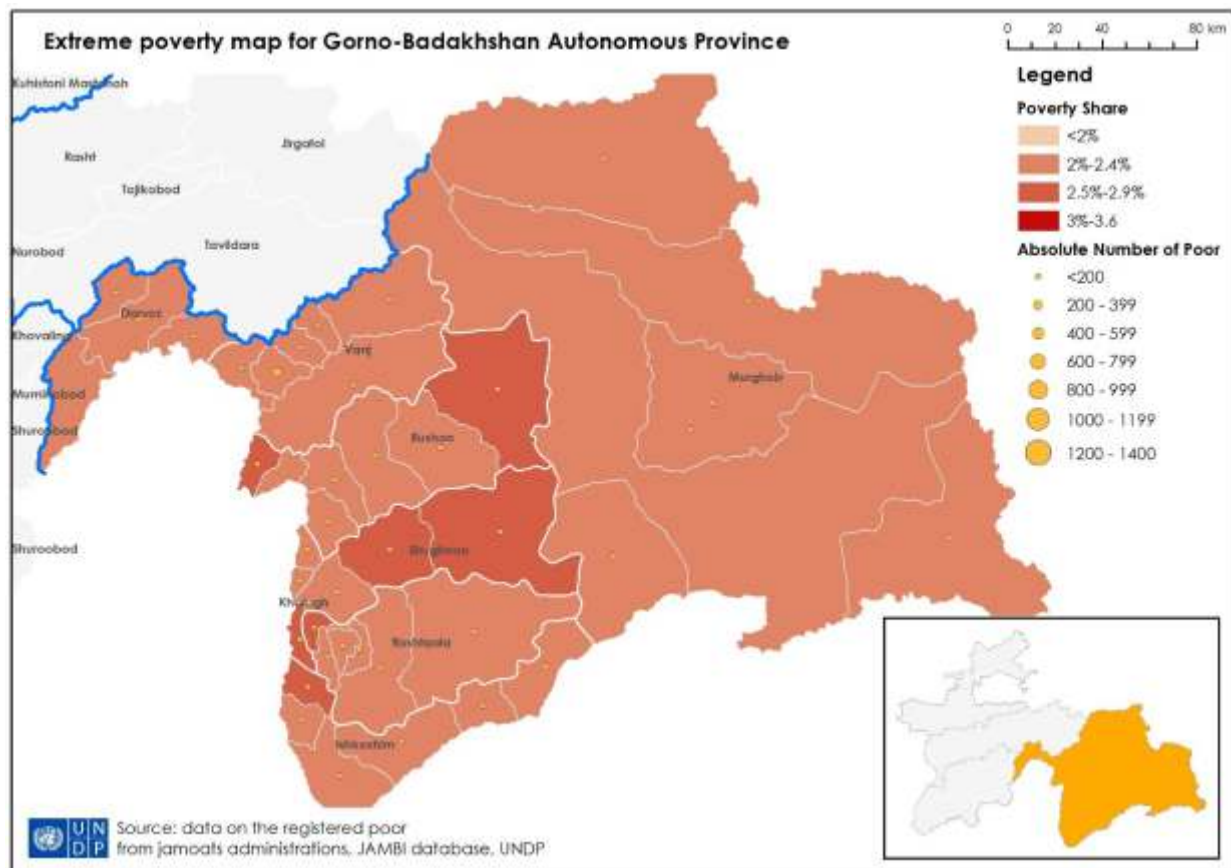 Extreme poverty map for Gorno-Badakhshan Autonomous Province
0 20 40 80 km
Legend
Poverty Share
<2%
2%-2.4%
2.5%-2.9%
3%-3.6
Absolute Number of Poor
<200
200 - 399
400 - 599
600 - 799
800 - 999
1000 - 1199
1200 - 1400
Kuhistoni
Rasht
Jirgatol
Tojikobod
Nurobod
Tavildara
Darvoz
Vanj
Murghob
Shuroobod
Rushon
Shuroobod
Shughnon
Roshtqala
Ishkoshim
U N
D P
Source: data on the registered poor
from jamoats administrations, JAMBI database, UNDP